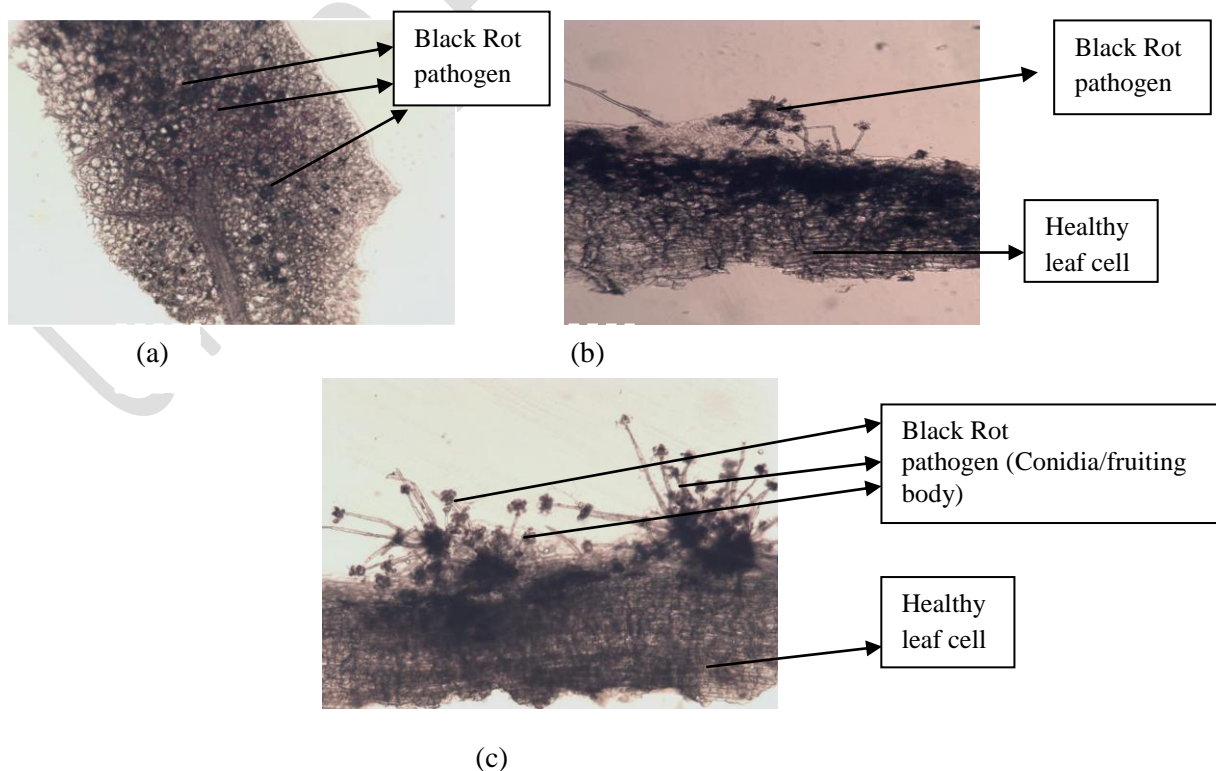 Black Rot
pathogen
Black Rot
pathogen
Healthy
leaf cell
(a)
(b)
Black Rot
pathogen (Conidia/fruiting
body)
Healthy
leaf cell
(c)